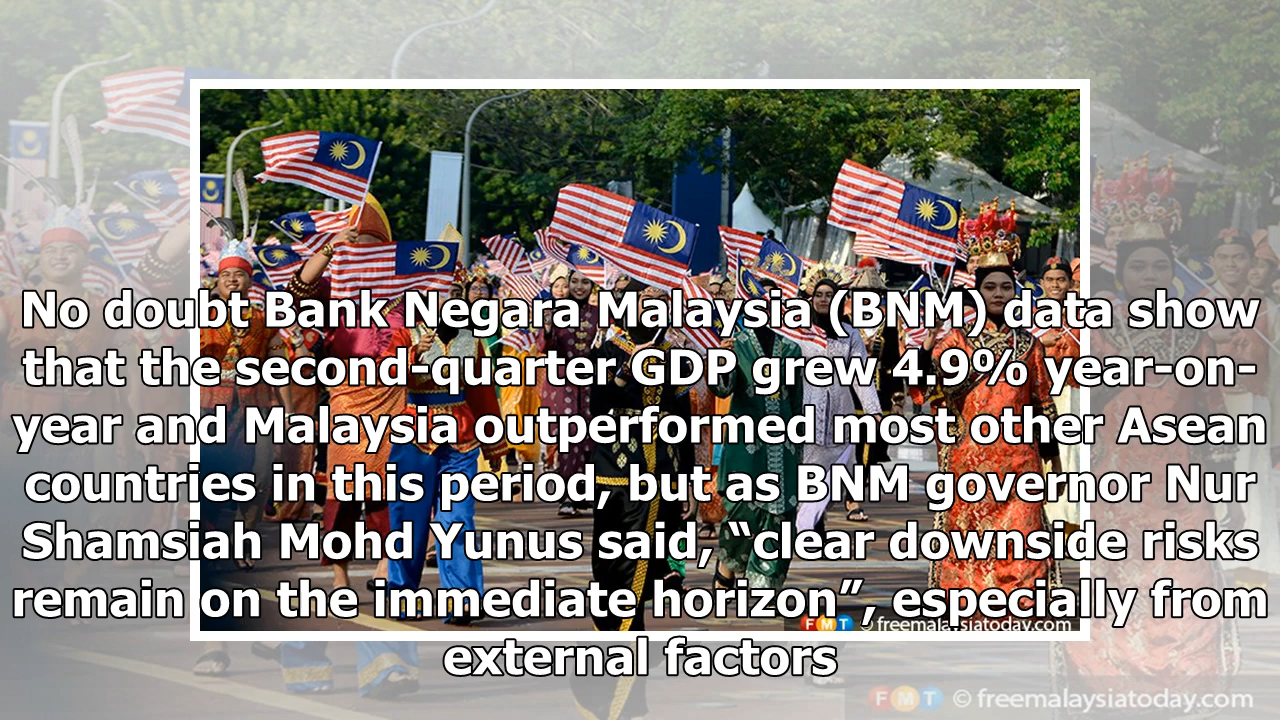 No doubt Bank Negara Malaysia (BNM) data show
that the second-quarter GDP grew 4.9% year-on-
year and Malaysia outperformed most other Asean
countries in this period, but as BNM governor Nur
Shamsiah Mohd Yunus said, “clear downside risks
remain on the immediate horizon”, especially from
FMT © freemalaysiatoday.com
external factors
FMT © freemalaysiatoday.com